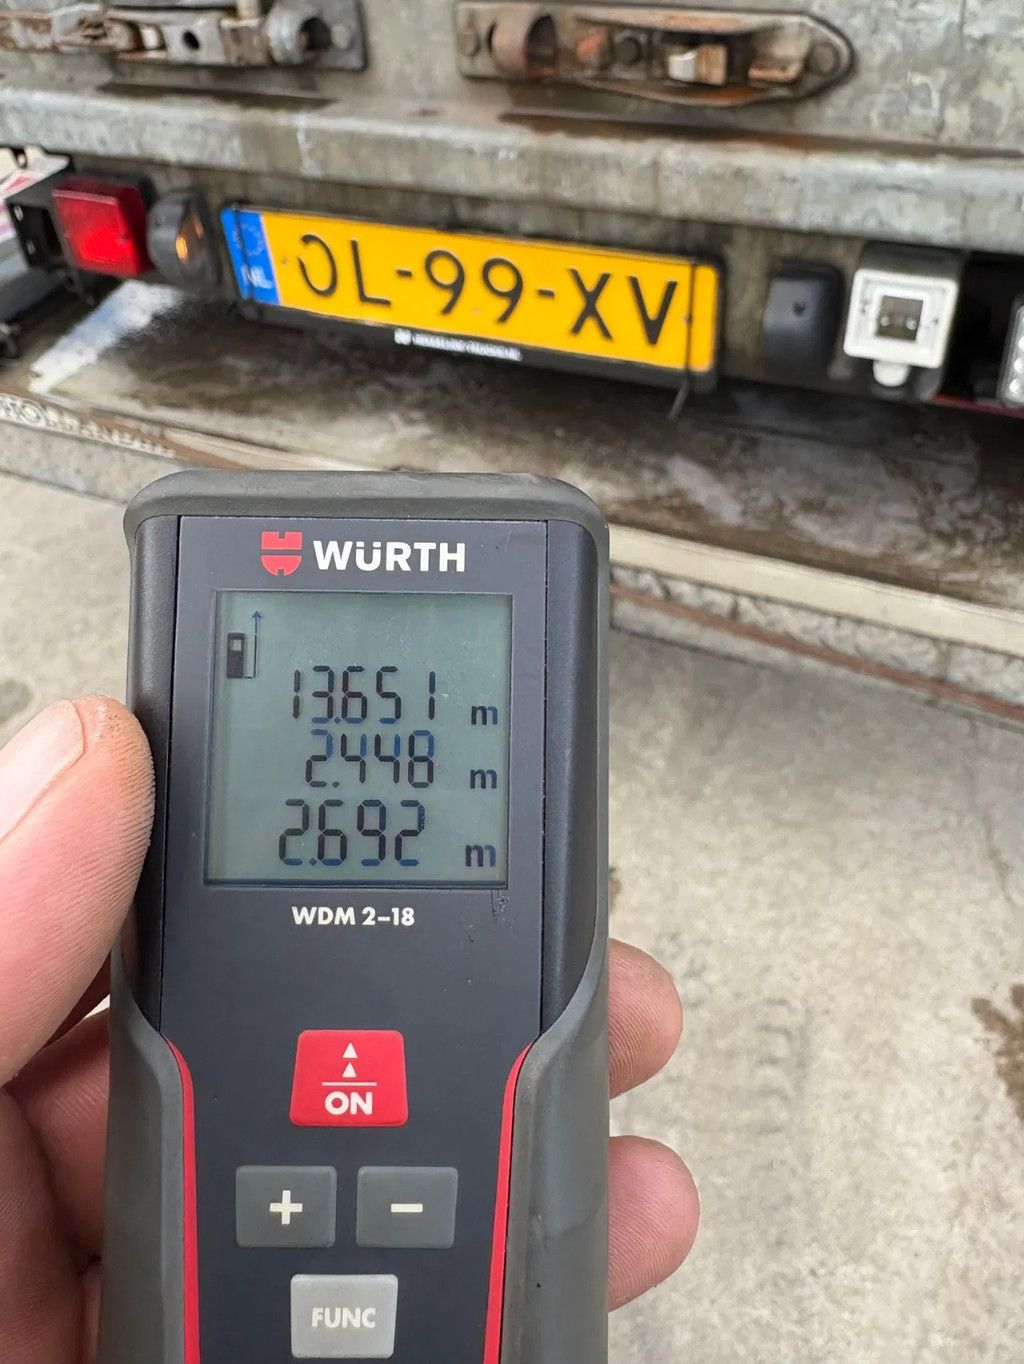 NL
OL-99-XV
WÜRTH
13.651 m
2.448 m
2.692 m
WDM 2-18
ON
+ −
FUNC